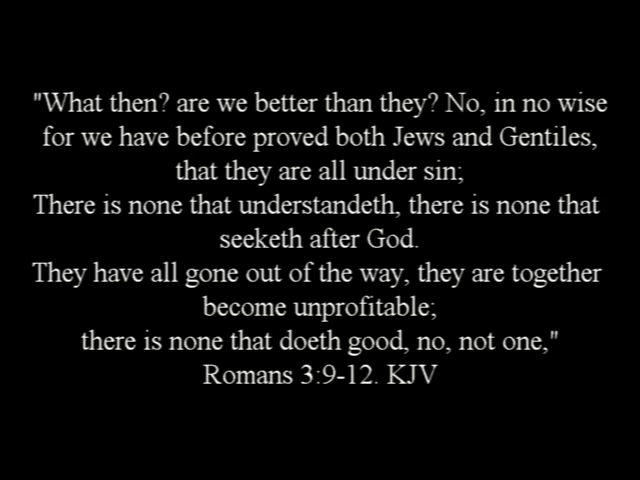 "What then? are we better than they? No, in no wise
for we have before proved both Jews and Gentiles,
that they are all under sin;
There is none that understandeth, there is none that
seeketh after God.
They have all gone out of the way, they are together
become unprofitable;
there is none that doeth good, no, not one,"
Romans 3:9-12. KJV